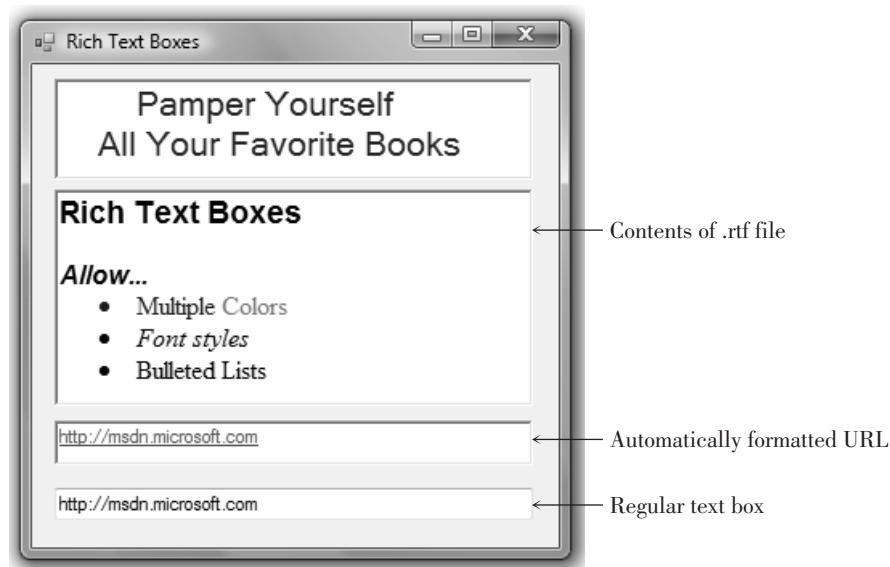 Rich Text Boxes
Pamper Yourself
All Your Favorite Books
Rich Text Boxes
Contents of .rtf file
Allow...
• Multiple Colors
• Font styles
• Bulleted Lists
http://msdn.microsoft.com
Automatically formatted URL
http://msdn.microsoft.com
Regular text box